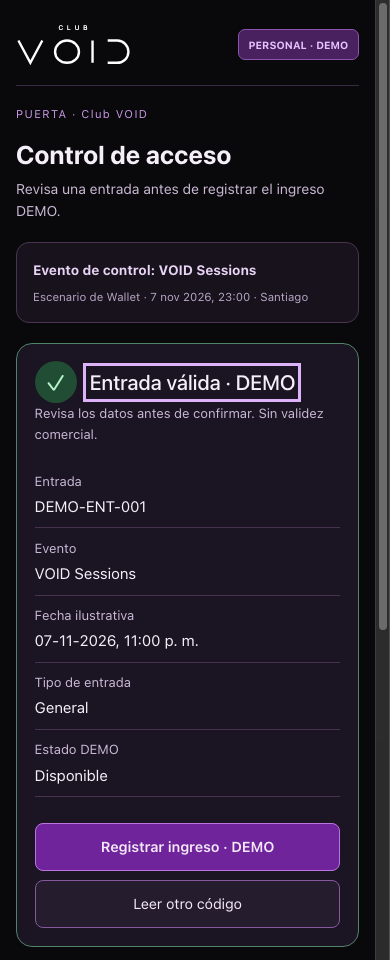 CLUB
VOID
PERSONAL · DEMO
PUERTA · Club VOID
Control de acceso
Revisa una entrada antes de registrar el ingreso
DEMO.
Evento de control: VOID Sessions
Escenario de Wallet · 7 nov 2026, 23:00 · Santiago
Entrada válida · DEMO
Revisa los datos antes de confirmar. Sin validez
comercial.
Entrada
DEMO-ENT-001
Evento
VOID Sessions
Fecha ilustrativa
07-11-2026, 11:00 p. m.
Tipo de entrada
General
Estado DEMO
Disponible
Registrar ingreso · DEMO
Leer otro código